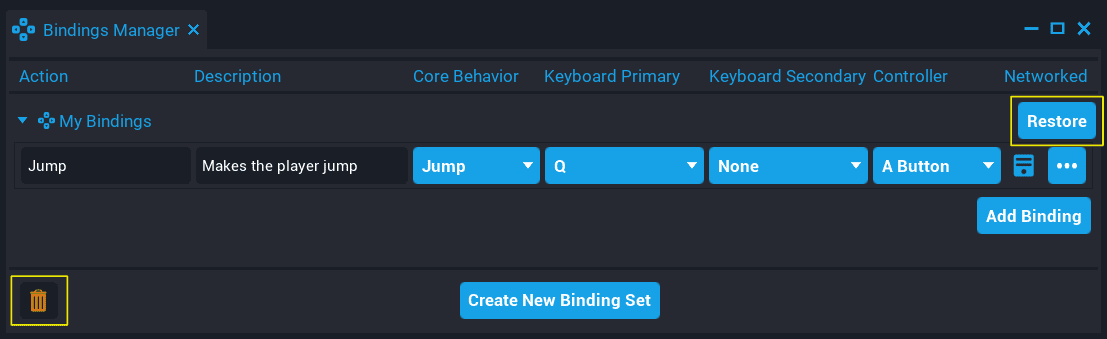 Bindings Manager
Action Description Core Behavior Keyboard Primary Keyboard Secondary Controller Networked
My Bindings Restore
Jump Makes the player jump Jump Q None A Button
Add Binding
Create New Binding Set